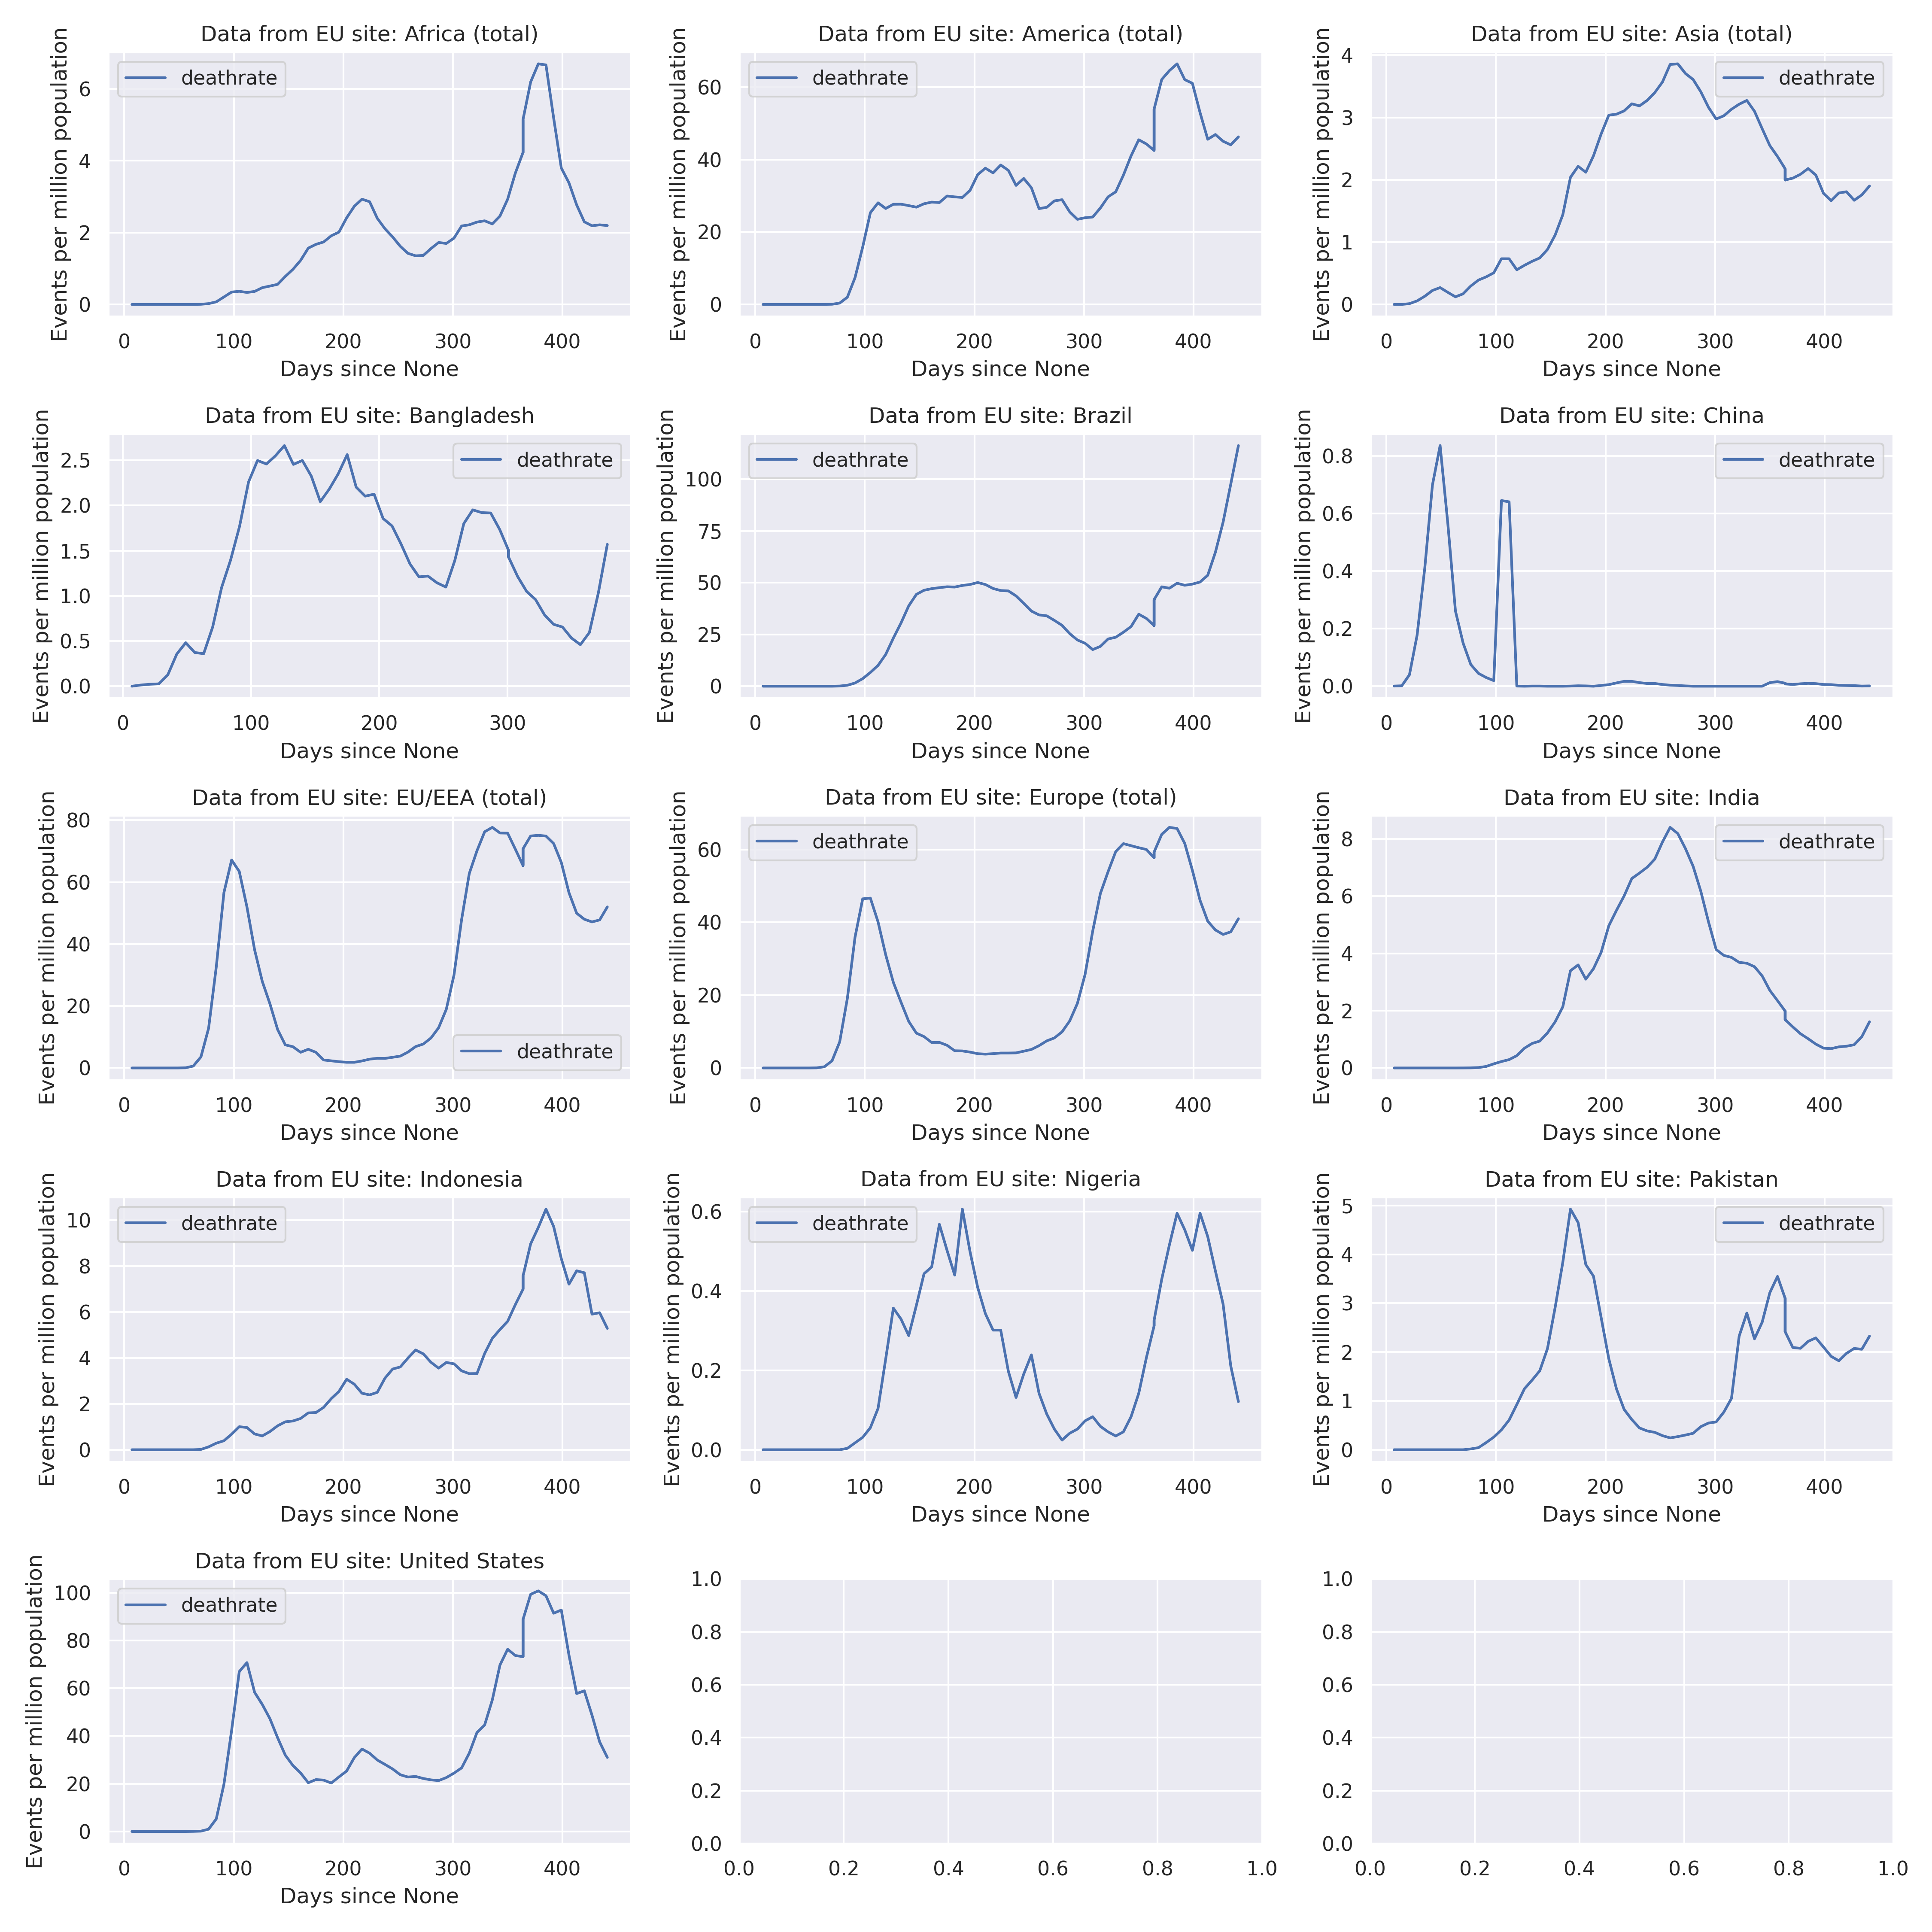 Data from EU site: Africa (total)
Events per million population
deathrate
6
4
2
0
0 100 200 300 400
Days since None
Data from EU site: America (total)
Events per million population
deathrate
60
40
20
0
0 100 200 300 400
Days since None
Data from EU site: Asia (total)
Events per million population
deathrate
4
3
2
1
0
0 100 200 300 400
Days since None
Data from EU site: Bangladesh
Events per million population
deathrate
2.5
2.0
1.5
1.0
0.5
0.0
0 100 200 300
Days since None
Data from EU site: Brazil
Events per million population
deathrate
100
75
50
25
0
0 100 200 300 400
Days since None
Data from EU site: China
Events per million population
deathrate
0.8
0.6
0.4
0.2
0.0
0 100 200 300 400
Days since None
Data from EU site: EU/EEA (total)
Events per million population
80
60
40
20
0
deathrate
0 100 200 300 400
Days since None
Data from EU site: Europe (total)
Events per million population
deathrate
60
40
20
0
0 100 200 300 400
Days since None
Data from EU site: India
Events per million population
deathrate
8
6
4
2
0
0 100 200 300 400
Days since None
Data from EU site: Indonesia
Events per million population
deathrate
10
8
6
4
2
0
0 100 200 300 400
Days since None
Data from EU site: Nigeria
Events per million population
deathrate
0.6
0.4
0.2
0.0
0 100 200 300 400
Days since None
Data from EU site: Pakistan
Events per million population
deathrate
5
4
3
2
1
0
0 100 200 300 400
Days since None
Data from EU site: United States
Events per million population
deathrate
100
80
60
40
20
0
0 100 200 300 400
Days since None
1.0
0.8
0.6
0.4
0.2
0.0
0.0 0.2 0.4 0.6 0.8 1.0
1.0
0.8
0.6
0.4
0.2
0.0
0.0 0.2 0.4 0.6 0.8 1.0